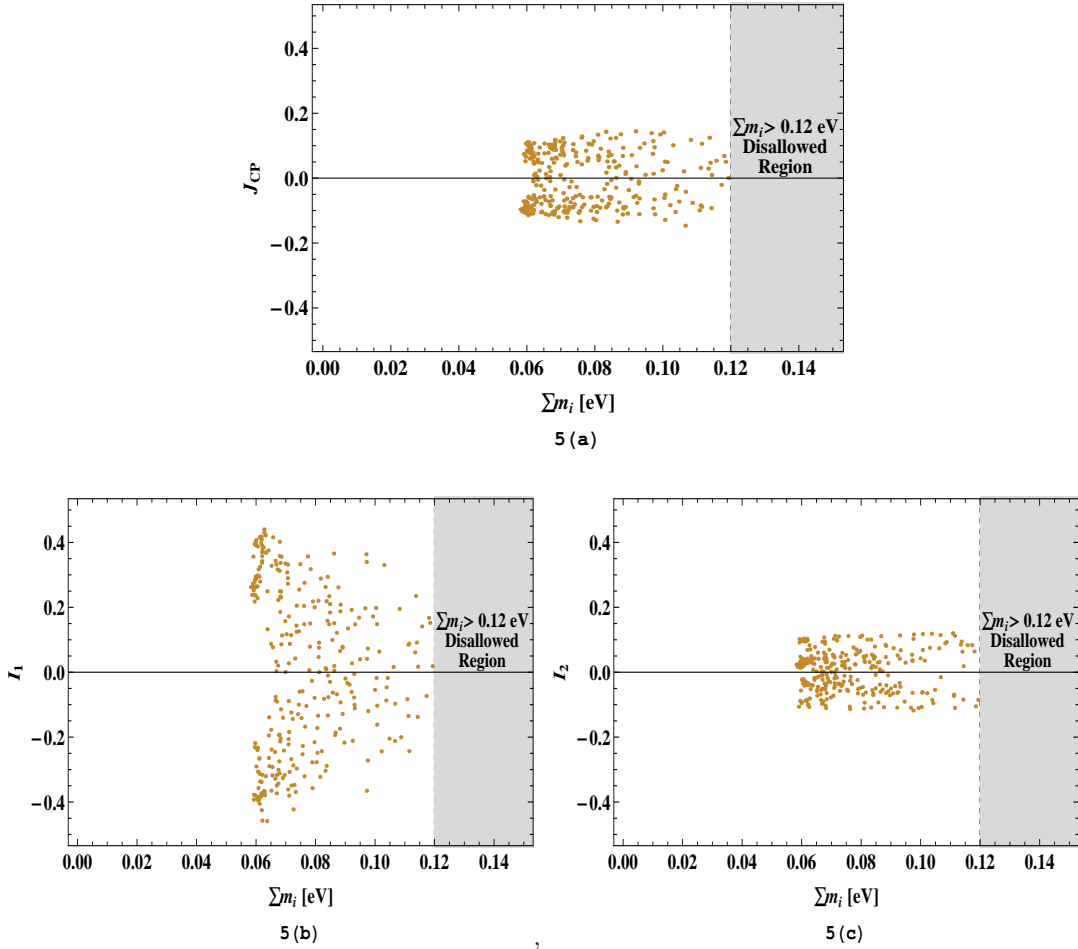 0.4
0.2
0.0
−0.2
−0.4
J_CP
∑m_i > 0.12 eV
Disallowed
Region
0.00 0.02 0.04 0.06 0.08 0.10 0.12 0.14
∑m_i [eV]
5(a)
0.4
0.2
0.0
−0.2
−0.4
I_1
∑m_i > 0.12 eV
Disallowed
Region
0.00 0.02 0.04 0.06 0.08 0.10 0.12 0.14
∑m_i [eV]
5(b)
,
0.4
0.2
0.0
−0.2
−0.4
I_2
∑m_i > 0.12 eV
Disallowed
Region
0.00 0.02 0.04 0.06 0.08 0.10 0.12 0.14
∑m_i [eV]
5(c)